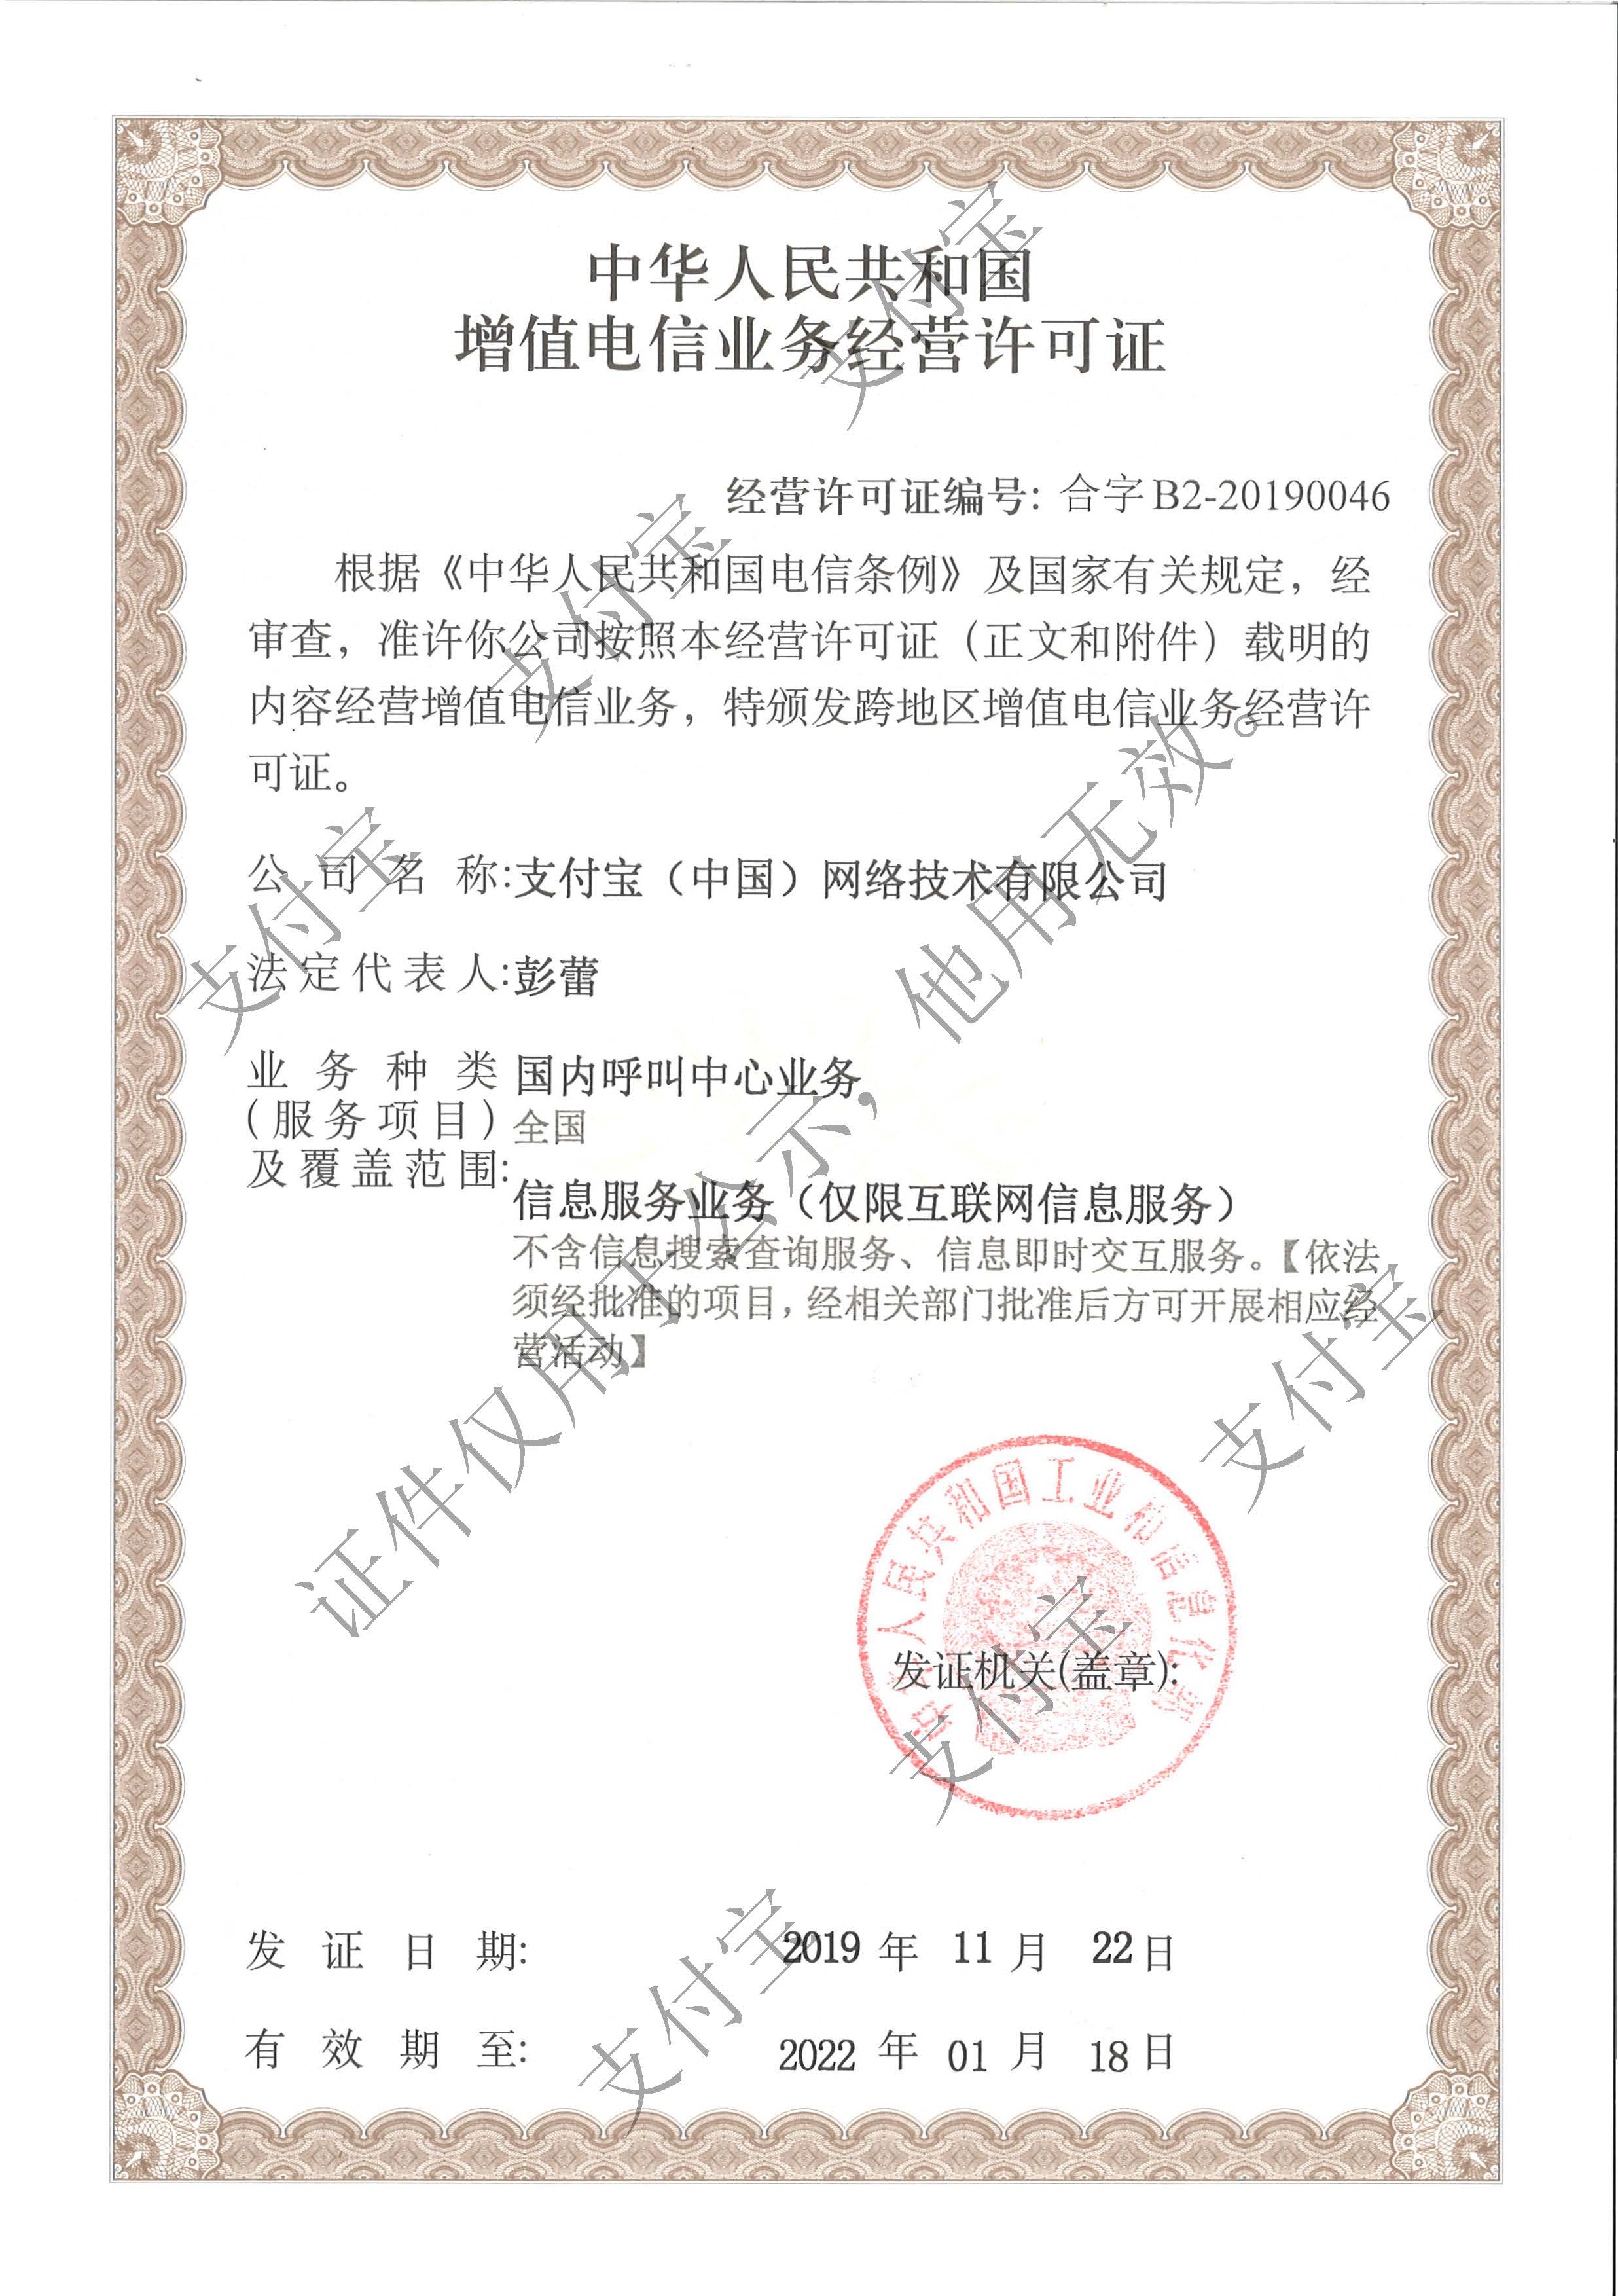 中华人民共和国
增值电信业务经营许可证
经营许可证编号: 合字 B2-20190046
根据《中华人民共和国电信条例》及国家有关规定，经
审查，准许你公司按照本经营许可证（正文和附件）载明的
内容经营增值电信业务，特颁发跨地区增值电信业务经营许
可证。
公司名称:支付宝（中国）网络技术有限公司
法定代表人:彭蕾
业务种类 国内呼叫中心业务
(服务项目) 全国
及覆盖范围:
信息服务业务（仅限互联网信息服务）
不含信息搜索查询服务、信息即时交互服务。【依法
须经批准的项目，经相关部门批准后方可开展相应经
营活动】
中华人民共和国工业和信息化部
发证机关(盖章):
发证日期: 2019 年 11 月 22 日
有效期至: 2022 年 01 月 18 日
证件仅用于公示，他用无效。
支付宝
支付宝
支付宝
支付宝
支付宝
支付宝